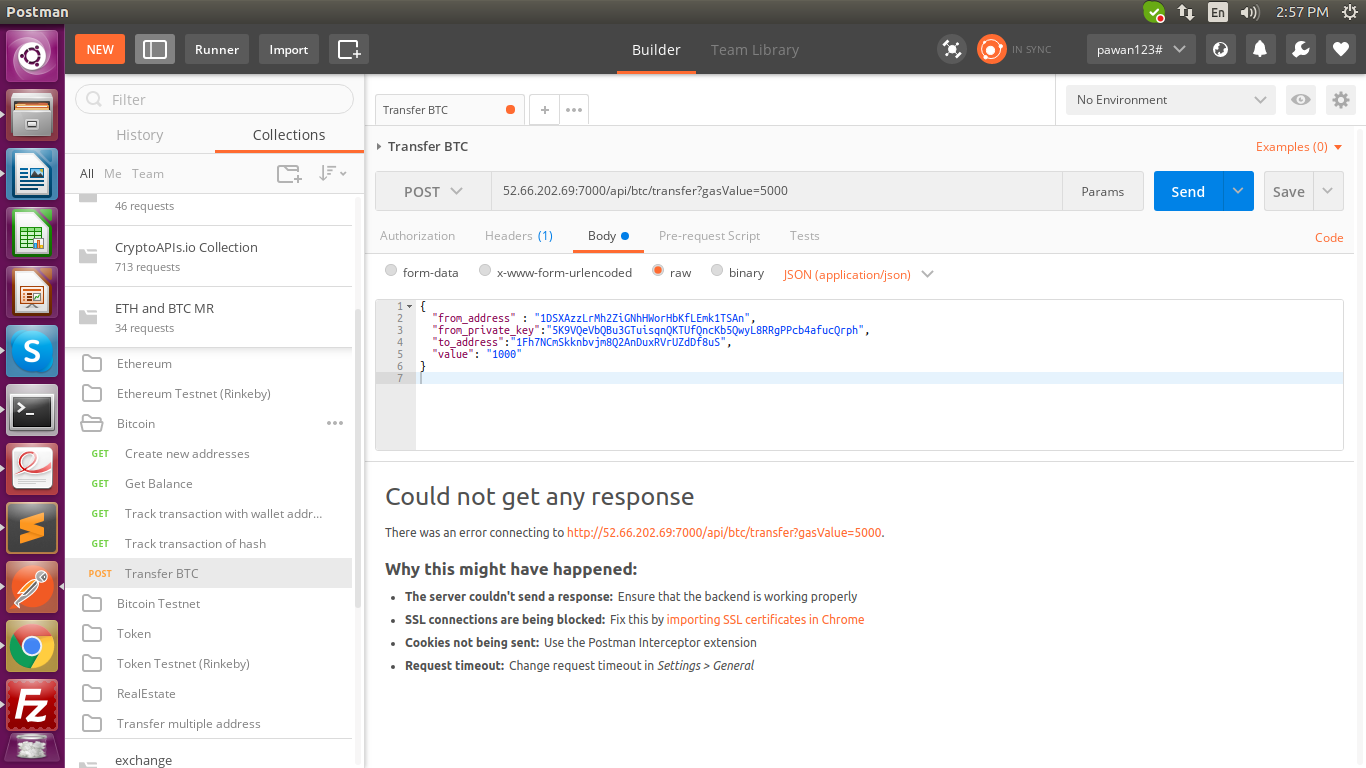 Postman
En
2:57 PM
NEW
Runner
Import
Builder
Team Library
IN SYNC
pawan123#
Filter
History
Collections
All Me Team
46 requests
CryptoAPIs.io Collection
713 requests
ETH and BTC MR
34 requests
Ethereum
Ethereum Testnet (Rinkeby)
Bitcoin
GET Create new addresses
GET Get Balance
GET Track transaction with wallet addr...
GET Track transaction of hash
POST Transfer BTC
Bitcoin Testnet
Token
Token Testnet (Rinkeby)
RealEstate
Transfer multiple address
exchange
Transfer BTC
No Environment
Transfer BTC
Examples (0)
POST
52.66.202.69:7000/api/btc/transfer?gasValue=5000
Params
Send
Save
Authorization
Headers (1)
Body
Pre-request Script
Tests
Code
form-data
x-www-form-urlencoded
raw
binary
JSON (application/json)
1 {
2 "from_address" : "1DSXAzzLrMh2ZiGNhHWorHbKfLEmk1TSAn",
3 "from_private_key":"5K9VQeVbQBu3GTuisqnQKTUfQncKb5QwyL8RRgPPcb4afucQrph",
4 "to_address":"1Fh7NCmSkknbvjm8Q2AnDuxRVrUZdDf8uS",
5 "value": "1000"
6 }
7
Could not get any response
There was an error connecting to http://52.66.202.69:7000/api/btc/transfer?gasValue=5000.
Why this might have happened:
• The server couldn't send a response: Ensure that the backend is working properly
• SSL connections are being blocked: Fix this by importing SSL certificates in Chrome
• Cookies not being sent: Use the Postman Interceptor extension
• Request timeout: Change request timeout in Settings > General